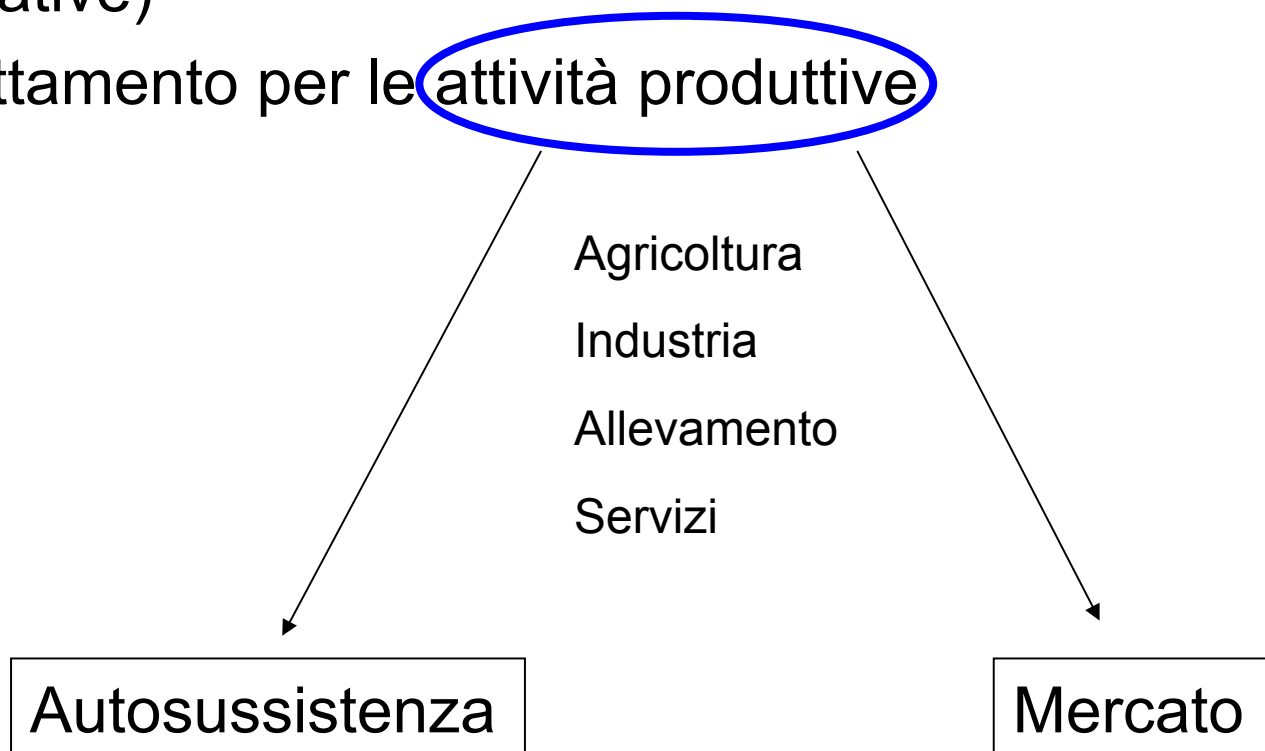 ative)
ttamento per le attività produttive
Agricoltura
Industria
Allevamento
Servizi
Autosussistenza
Mercato